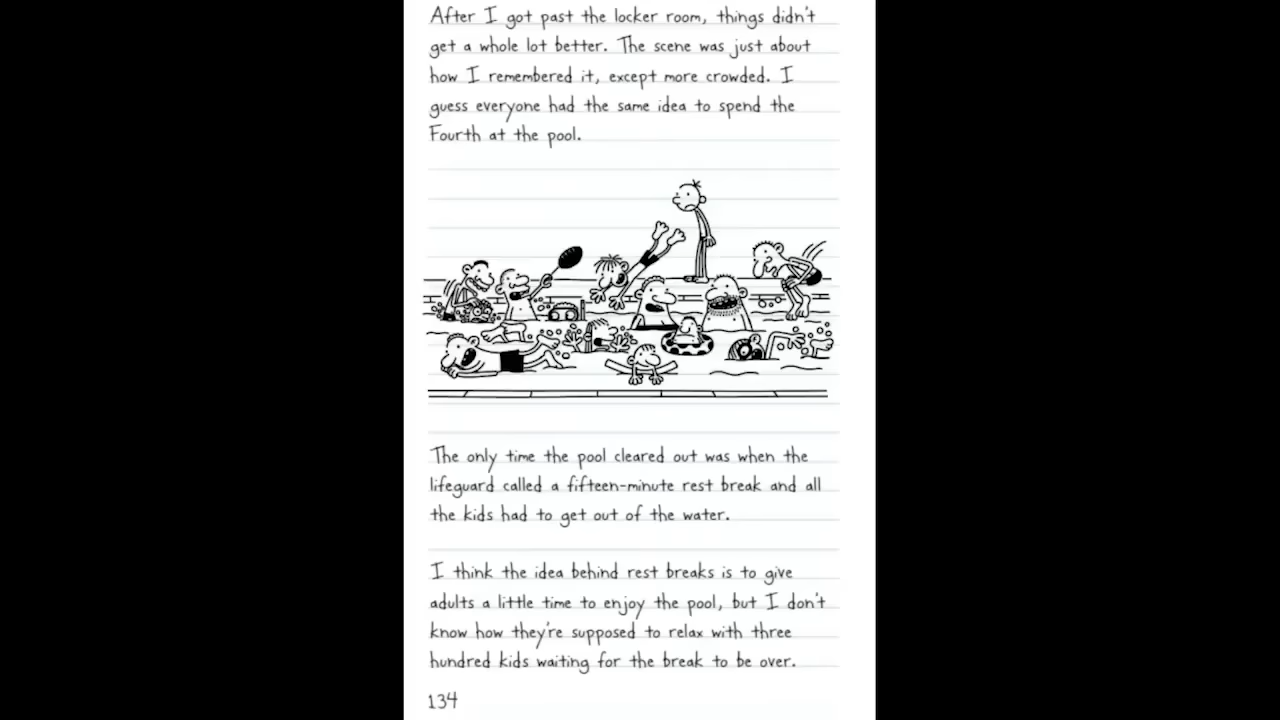 After I got past the locker room, things didn't
get a whole lot better. The scene was just about
how I remembered it, except more crowded. I
guess everyone had the same idea to spend the
Fourth at the pool.
The only time the pool cleared out was when the
lifeguard called a fifteen-minute rest break and all
the kids had to get out of the water.
I think the idea behind rest breaks is to give
adults a little time to enjoy the pool, but I don't
know how they're supposed to relax with three
hundred kids waiting for the break to be over.
134